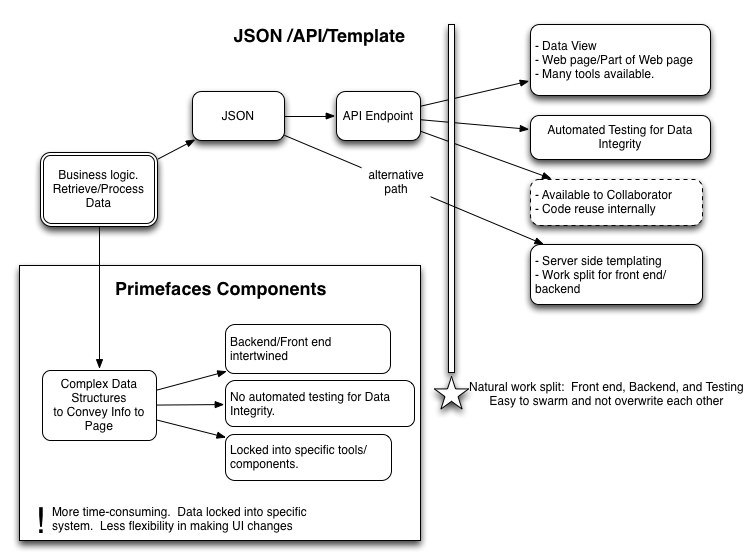 JSON /API/Template
- Data View
- Web page/Part of Web page
- Many tools available.
JSON
API Endpoint
Automated Testing for Data
Integrity
Business logic.
Retrieve/Process
Data
alternative
path
- Available to Collaborator
- Code reuse internally
- Server side templating
- Work split for front end/
backend
Primefaces Components
Backend/Front end
intertwined
Complex Data
Structures
to Convey Info to
Page
No automated testing for Data
Integrity.
Locked into specific tools/
components.
Natural work split:  Front end, Backend, and Testing
Easy to swarm and not overwrite each other
! More time-consuming.  Data locked into specific
system.  Less flexibility in making UI changes